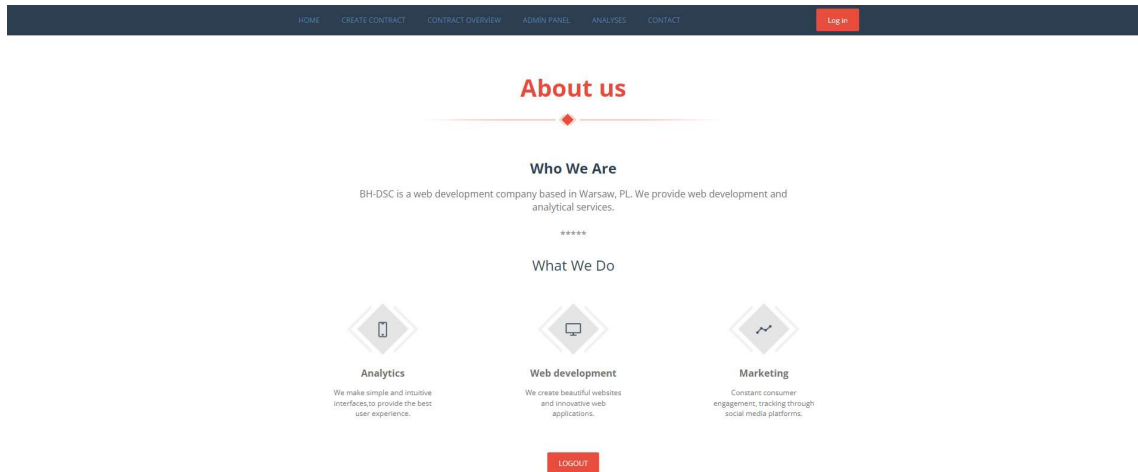 HOME CREATE CONTRACT CONTRACT OVERVİEW ADMİN PANEL ANALYSES CONTACT Log in
About us
Who We Are
BH-DSC is a web development company based in Warsaw, PL. We provide web development and
analytical services.
*****
What We Do
Analytics
We make simple and intuitive
interfaces,to provide the best
user experience.
Web development
We create beautiful websites
and innovative web
applications.
Marketing
Constant consumer
engagement, tracking through
social media platforms.
LOGOUT